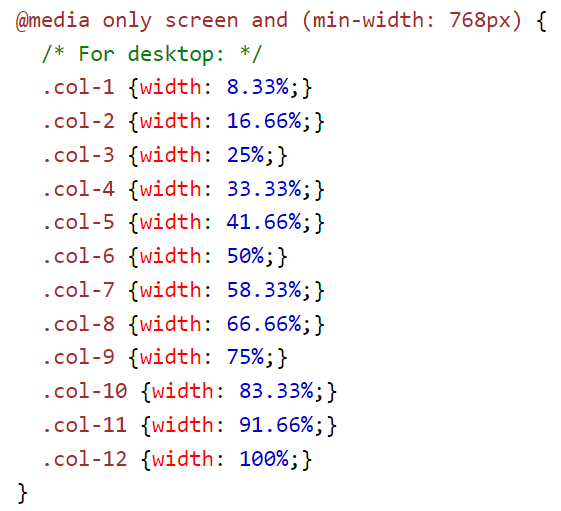 @media only screen and (min-width: 768px) {
  /* For desktop: */
  .col-1 {width: 8.33%;}
  .col-2 {width: 16.66%;}
  .col-3 {width: 25%;}
  .col-4 {width: 33.33%;}
  .col-5 {width: 41.66%;}
  .col-6 {width: 50%;}
  .col-7 {width: 58.33%;}
  .col-8 {width: 66.66%;}
  .col-9 {width: 75%;}
  .col-10 {width: 83.33%;}
  .col-11 {width: 91.66%;}
  .col-12 {width: 100%;}
}